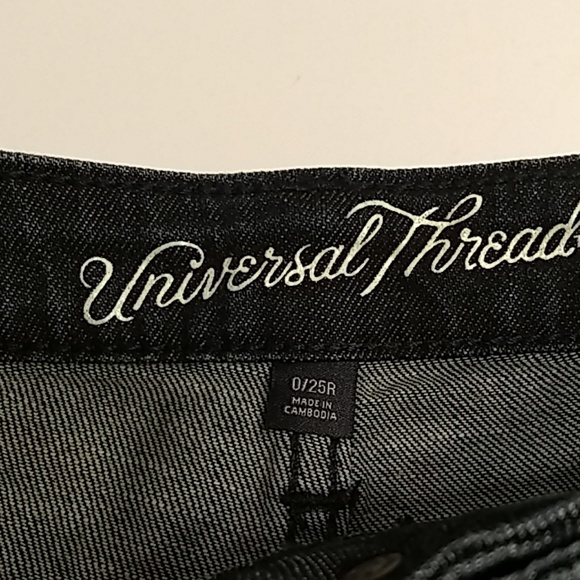 Universal Thread
0/25R
MADE IN
CAMBODIA